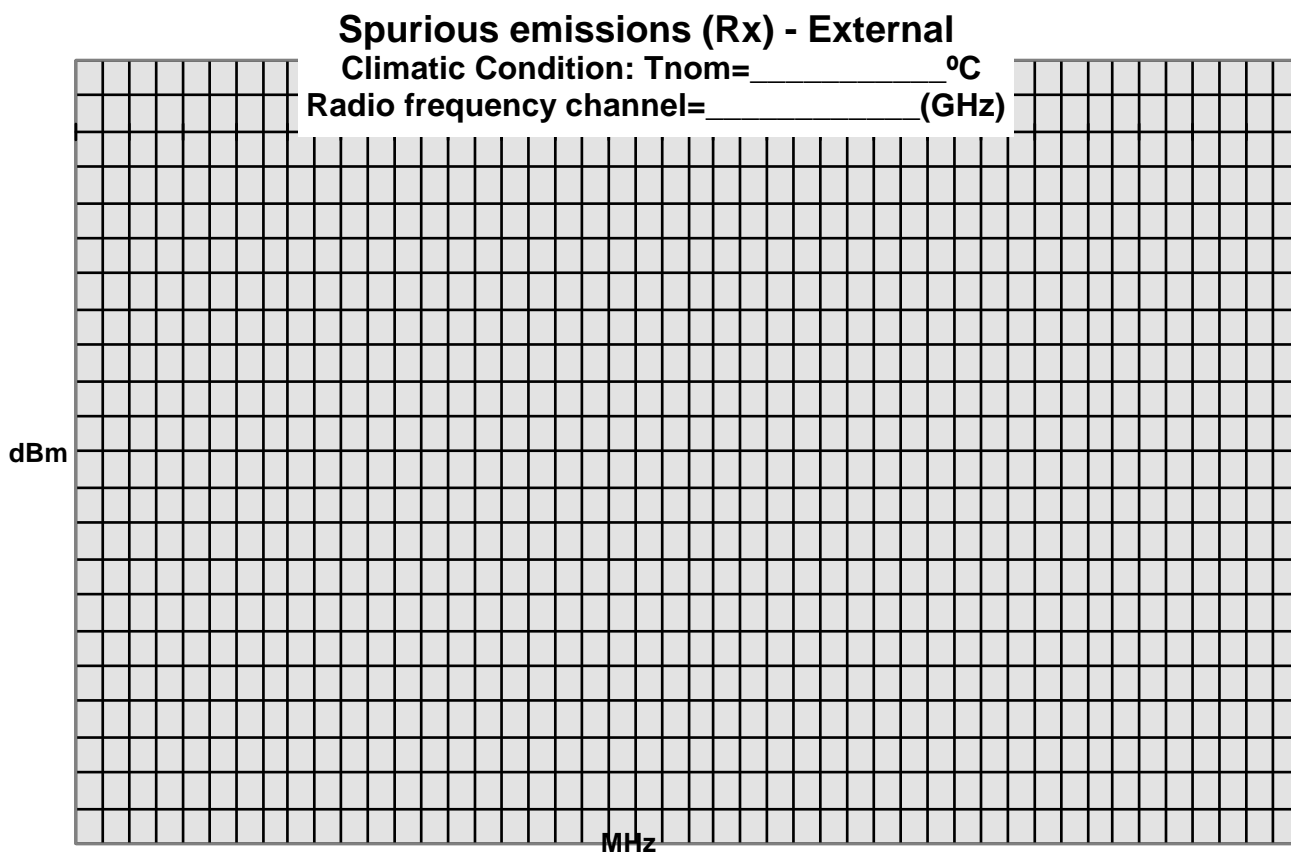 Spurious emissions (Rx) - External
Climatic Condition: Tnom=___________ºC
Radio frequency channel=____________(GHz)
dBm
MHz